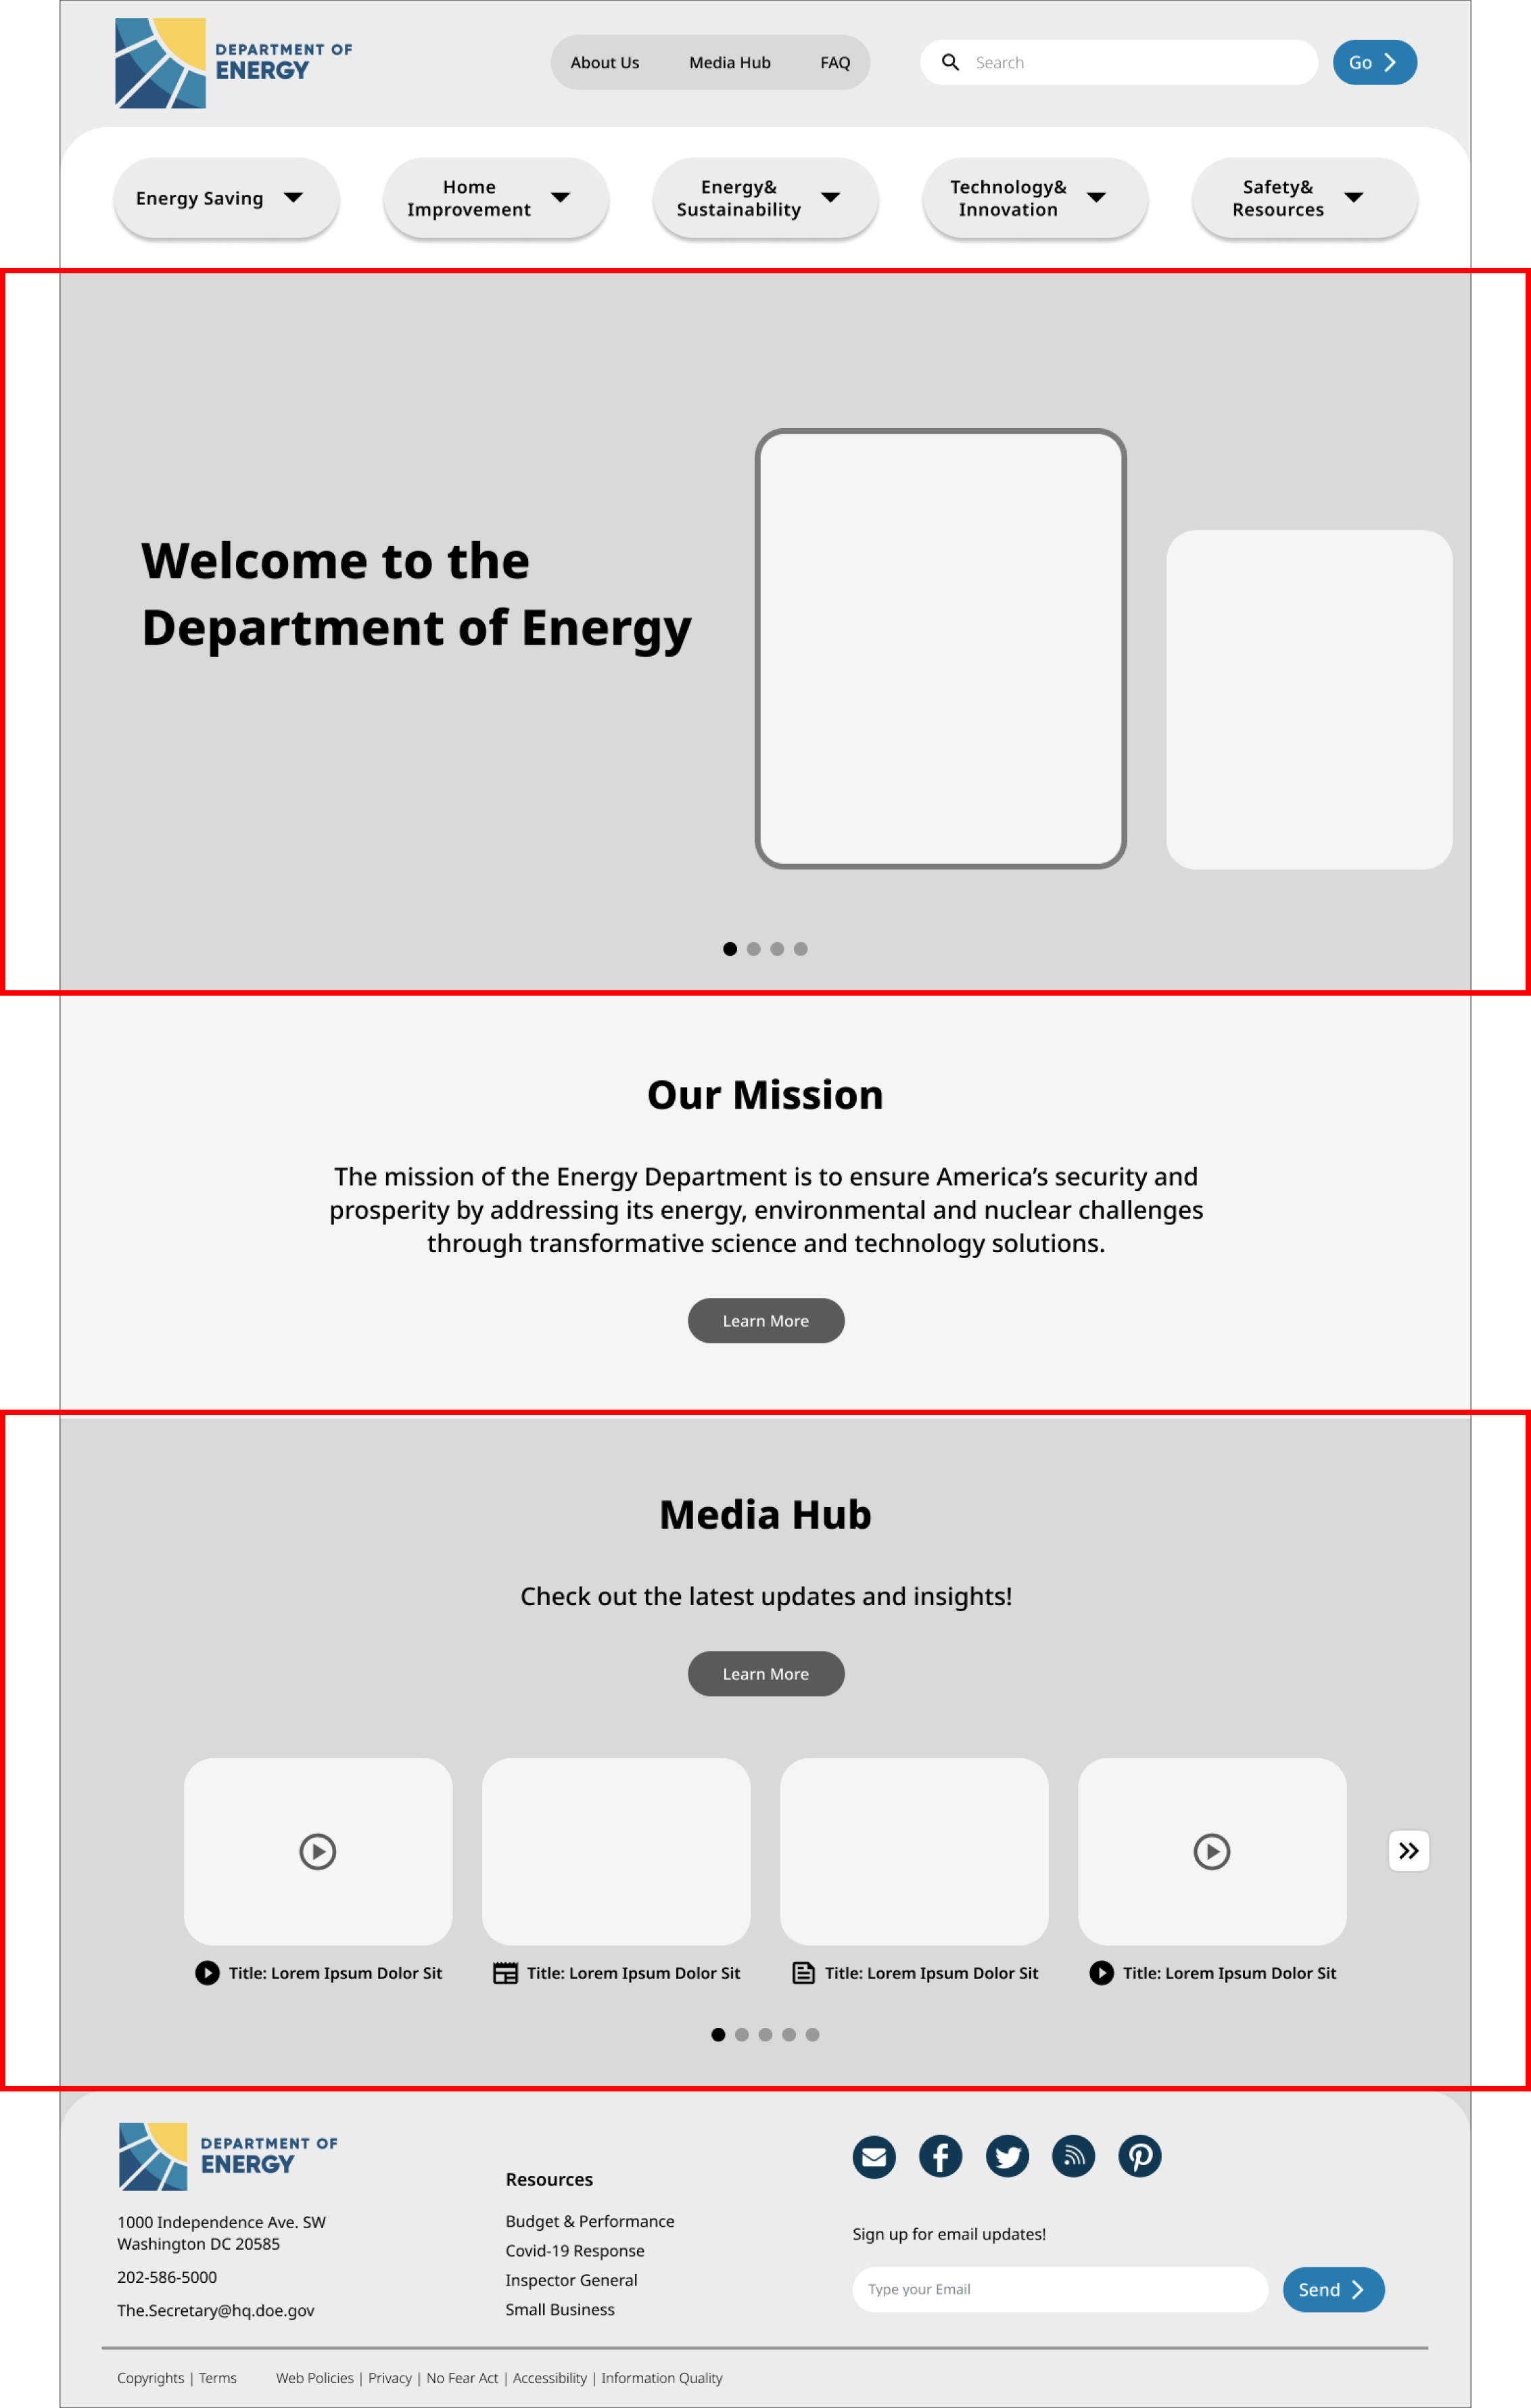 DEPARTMENT OF
ENERGY
About Us Media Hub FAQ
Search
Go
Energy Saving
Home
Improvement
Energy&
Sustainability
Technology&
Innovation
Safety&
Resources
Welcome to the
Department of Energy
Our Mission
The mission of the Energy Department is to ensure America’s security and
prosperity by addressing its energy, environmental and nuclear challenges
through transformative science and technology solutions.
Learn More
Media Hub
Check out the latest updates and insights!
Learn More
Title: Lorem Ipsum Dolor Sit
Title: Lorem Ipsum Dolor Sit
Title: Lorem Ipsum Dolor Sit
Title: Lorem Ipsum Dolor Sit
DEPARTMENT OF
ENERGY
1000 Independence Ave. SW
Washington DC 20585
202-586-5000
The.Secretary@hq.doe.gov
Resources
Budget & Performance
Covid-19 Response
Inspector General
Small Business
Sign up for email updates!
Type your Email
Send
Copyrights | Terms
Web Policies | Privacy | No Fear Act | Accessibility | Information Quality